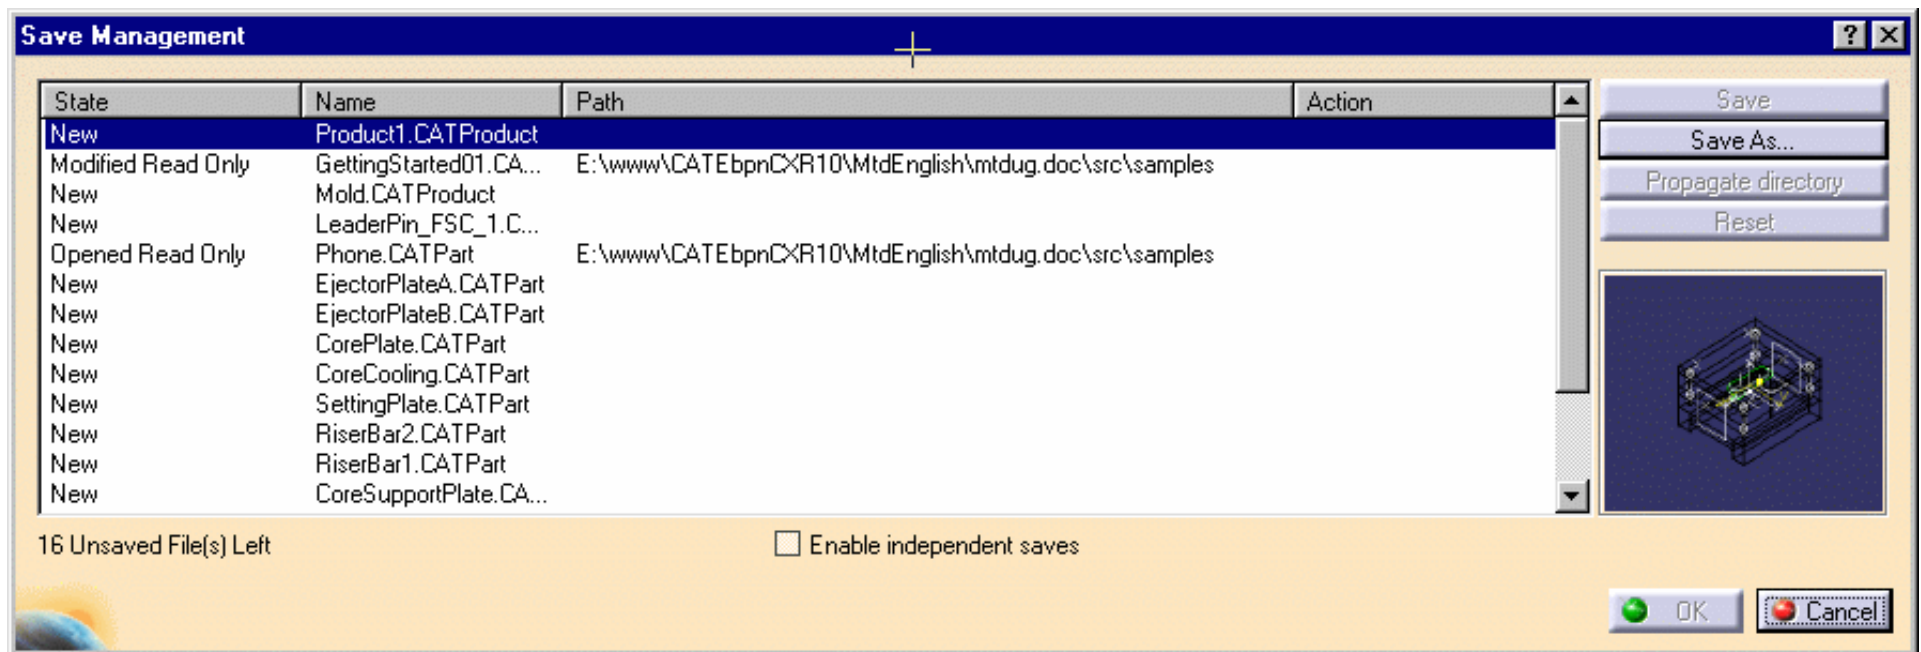 Save Management
State Name Path Action
New Product1.CATProduct
Modified Read Only GettingStarted01.CA... E:\www\CATEbpnCXR10\MtdEnglish\mtdug.doc\src\samples
New Mold.CATProduct
New LeaderPin_FSC_1.C...
Opened Read Only Phone.CATPart E:\www\CATEbpnCXR10\MtdEnglish\mtdug.doc\src\samples
New EjectorPlateA.CATPart
New EjectorPlateB.CATPart
New CorePlate.CATPart
New CoreCooling.CATPart
New SettingPlate.CATPart
New RiserBar2.CATPart
New RiserBar1.CATPart
New CoreSupportPlate.CA...
Save
Save As...
Propagate directory
Reset
16 Unsaved File(s) Left
Enable independent saves
OK
Cancel